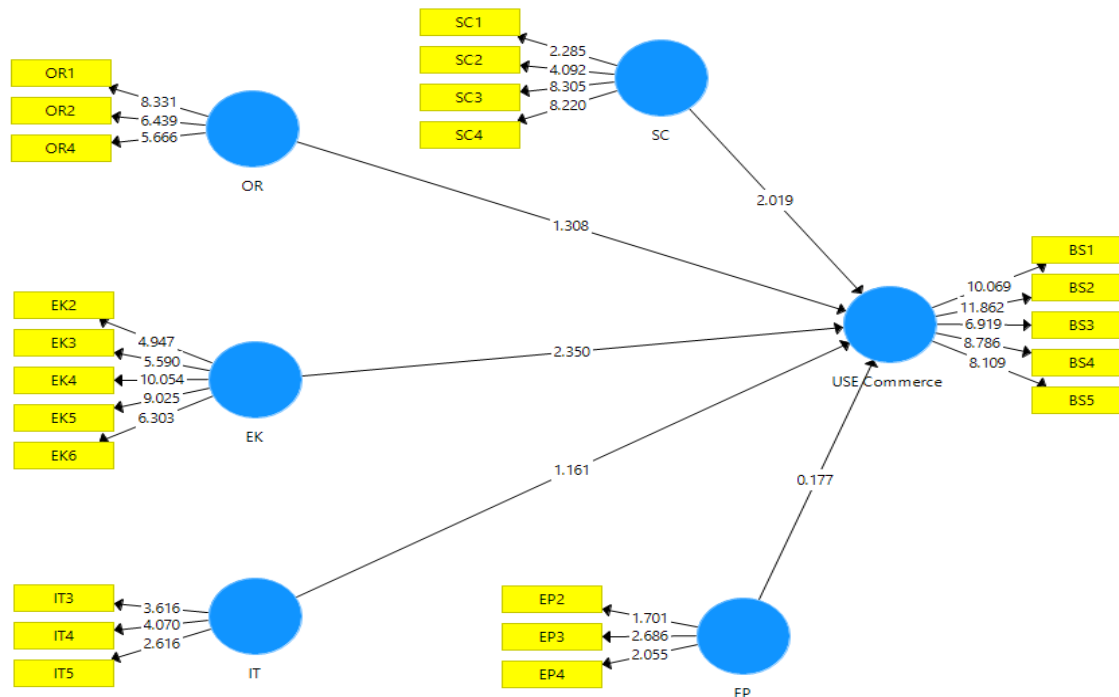 SC1
SC2
SC3
SC4
2.285
4.092
8.305
8.220
SC
OR1
OR2
OR4
8.331
6.439
5.666
OR
2.019
1.308
EK2
EK3
EK4
EK5
EK6
4.947
5.590
10.054
9.025
6.303
EK
2.350
BS1
BS2
BS3
BS4
BS5
10.069
11.862
6.919
8.786
8.109
USE Commerce
1.161
0.177
IT3
IT4
IT5
3.616
4.070
2.616
IT
EP2
EP3
EP4
1.701
2.686
2.055
EP